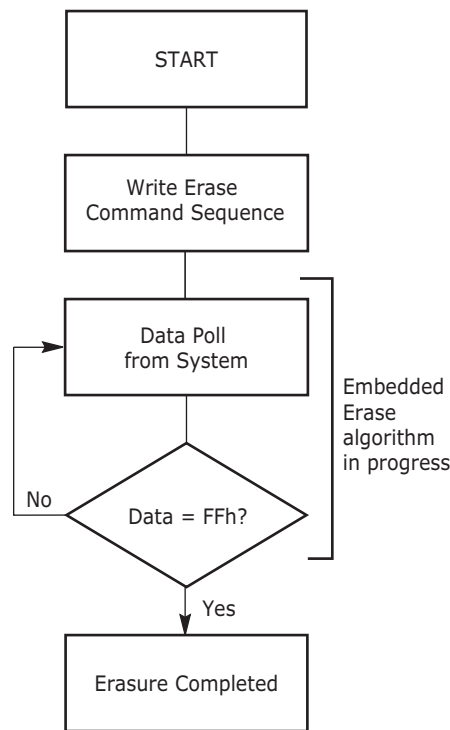 START
Write Erase
Command Sequence
Data Poll
from System
Embedded
Erase
algorithm
in progress
No
Data = FFh?
Yes
Erasure Completed